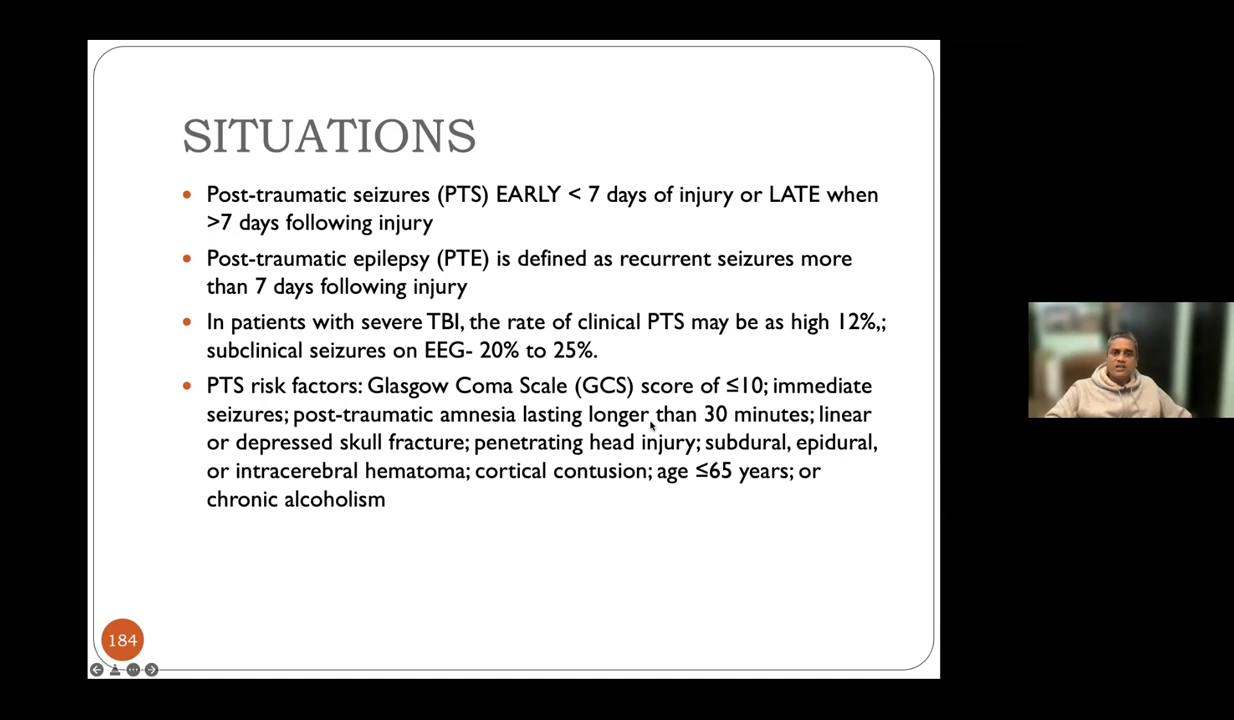 SITUATIONS
• Post-traumatic seizures (PTS) EARLY < 7 days of injury or LATE when
>7 days following injury
• Post-traumatic epilepsy (PTE) is defined as recurrent seizures more
than 7 days following injury
• In patients with severe TBI, the rate of clinical PTS may be as high 12%,;
subclinical seizures on EEG- 20% to 25%.
• PTS risk factors: Glasgow Coma Scale (GCS) score of ≤10; immediate
seizures; post-traumatic amnesia lasting longer than 30 minutes; linear
or depressed skull fracture; penetrating head injury; subdural, epidural,
or intracerebral hematoma; cortical contusion; age ≤65 years; or
chronic alcoholism
184